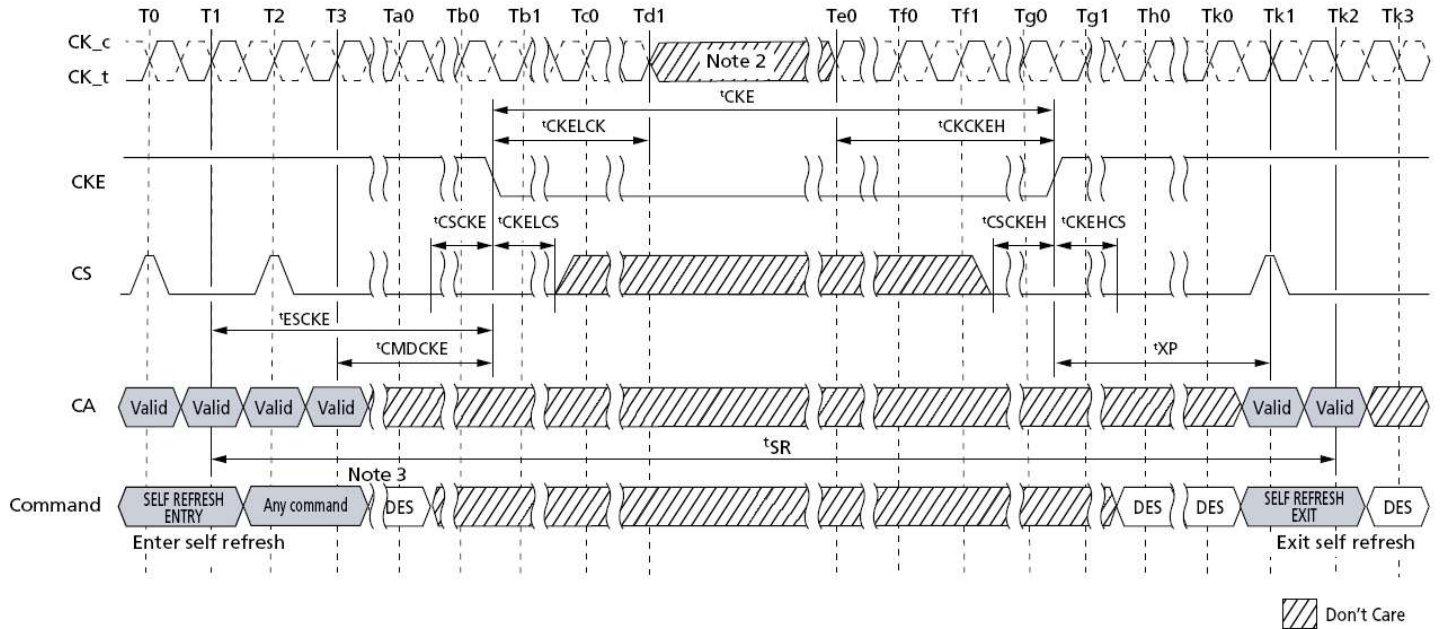 T0 T1 T2 T3 Ta0 Tb0 Tb1 Tc0 Td1 Te0 Tf0 Tf1 Tg0 Tg1 Th0 Tk0 Tk1 Tk2 Tk3
CK_c
CK_t
Note 2
tCKE
tCKELCK tCKCKEH
CKE
tCSCKE tCKELCS tCSCKEH tCKEHCS
CS
tESCKE
tCMDCKE tXP
CA Valid Valid Valid Valid Valid Valid
tSR
Note 3
Command SELF REFRESH ENTRY Any command DES DES DES SELF REFRESH EXIT DES
Enter self refresh Exit self refresh
Don't Care